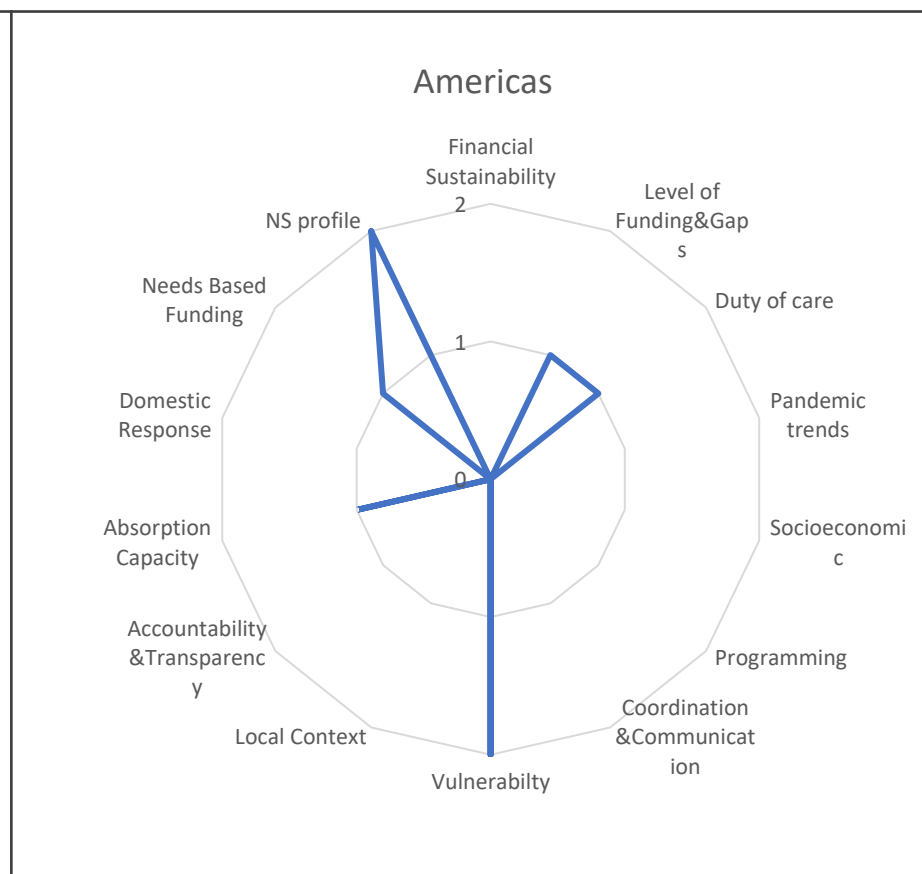 Americas
Financial
Sustainability
Level of
Funding&Gap
s
Duty of care
Pandemic
trends
Socioeconomi
c
Programming
Coordination
&Communicat
ion
Vulnerabilty
Local Context
Accountability
&Transparenc
y
Absorption
Capacity
Domestic
Response
Needs Based
Funding
NS profile
2
1
0